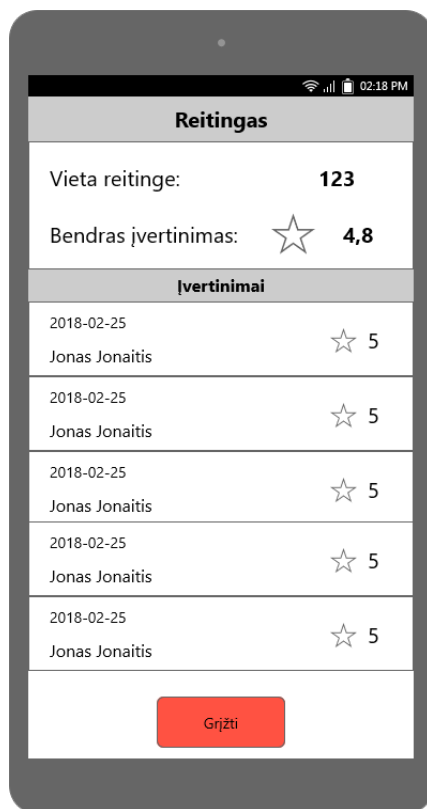 02:18 PM
Reitingas
Vieta reitinge: 123
Bendras įvertinimas: 4,8
Įvertinimai
2018-02-25
Jonas Jonaitis 5
2018-02-25
Jonas Jonaitis 5
2018-02-25
Jonas Jonaitis 5
2018-02-25
Jonas Jonaitis 5
2018-02-25
Jonas Jonaitis 5
Grįžti